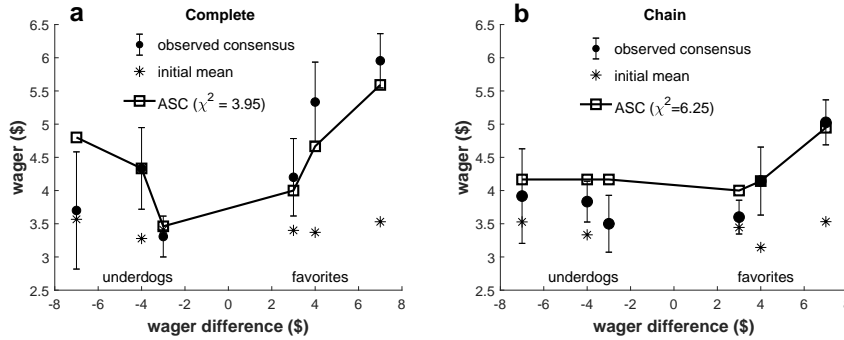 a
Complete
observed consensus
initial mean
ASC (χ² = 3.95)
underdogs
favorites
6.5
6
5.5
5
4.5
4
3.5
3
2.5
-8 -6 -4 -2 0 2 4 6 8
wager ($)
wager difference ($)
b
Chain
observed consensus
initial mean
ASC (χ²=6.25)
underdogs
favorites
6.5
6
5.5
5
4.5
4
3.5
3
2.5
-8 -6 -4 -2 0 2 4 6 8
wager ($)
wager difference ($)